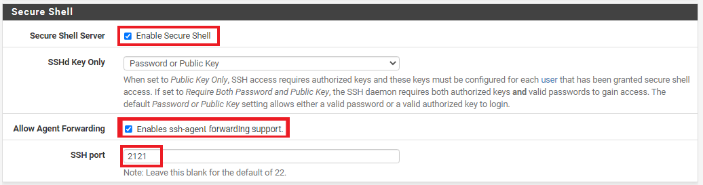 Secure Shell
Secure Shell Server
Enable Secure Shell
SSHd Key Only
Password or Public Key
When set to Public Key Only, SSH access requires authorized keys and these keys must be configured for each user that has been granted secure shell
access. If set to Require Both Password and Public Key, the SSH daemon requires both authorized keys and valid passwords to gain access. The
default Password or Public Key setting allows either a valid password or a valid authorized key to login.
Allow Agent Forwarding
Enables ssh-agent forwarding support.
SSH port
2121
Note: Leave this blank for the default of 22.